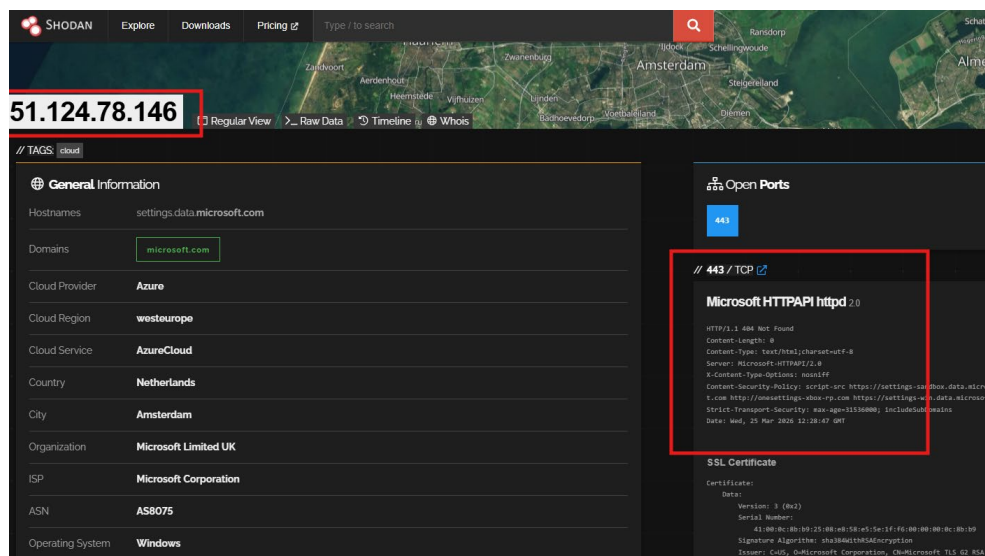 SHODAN Explore Downloads Pricing Type / to search
Ransdorp
Schellingwoude
Zwanenburg
Amsterdam
Zandvoort
Aerdenhout
Steigereiland
Heemstede Vijfhuizen
Lijnden
Diemen
Badhoevedorp
51.124.78.146
Regular View >_ Raw Data Timeline Whois
// TAGS: cloud
General Information
Hostnames settings.data.microsoft.com
Domains microsoft.com
Cloud Provider Azure
Cloud Region westeurope
Cloud Service AzureCloud
Country Netherlands
City Amsterdam
Organization Microsoft Limited UK
ISP Microsoft Corporation
ASN AS8075
Operating System Windows
Open Ports
443
// 443 / TCP
Microsoft HTTPAPI httpd 2.0
HTTP/1.1 404 Not Found
Content-Length: 0
Content-Type: text/html;charset=utf-8
Server: Microsoft-HTTPAPI/2.0
X-Content-Type-Options: nosniff
Content-Security-Policy: script-src https://settings-sandbox.data.micr
t.com http://onesettings-xbox-rp.com https://settings-win.data.microso
Strict-Transport-Security: max-age=31536000; includeSubDomains
Date: Wed, 25 Mar 2026 12:28:47 GMT
SSL Certificate
Certificate:
Data:
Version: 3 (0x2)
Serial Number:
Signature Algorithm: sha384WithRSAEncryption
Issuer: C=US, O=Microsoft Corporation, CN=Microsoft TLS G2 RSA